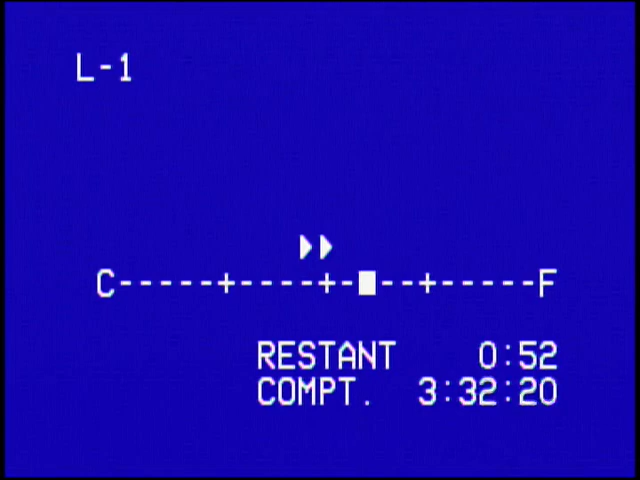 L-1
C-----+----+-■--+-----F
RESTANT 0:52
COMPT. 3:32:20